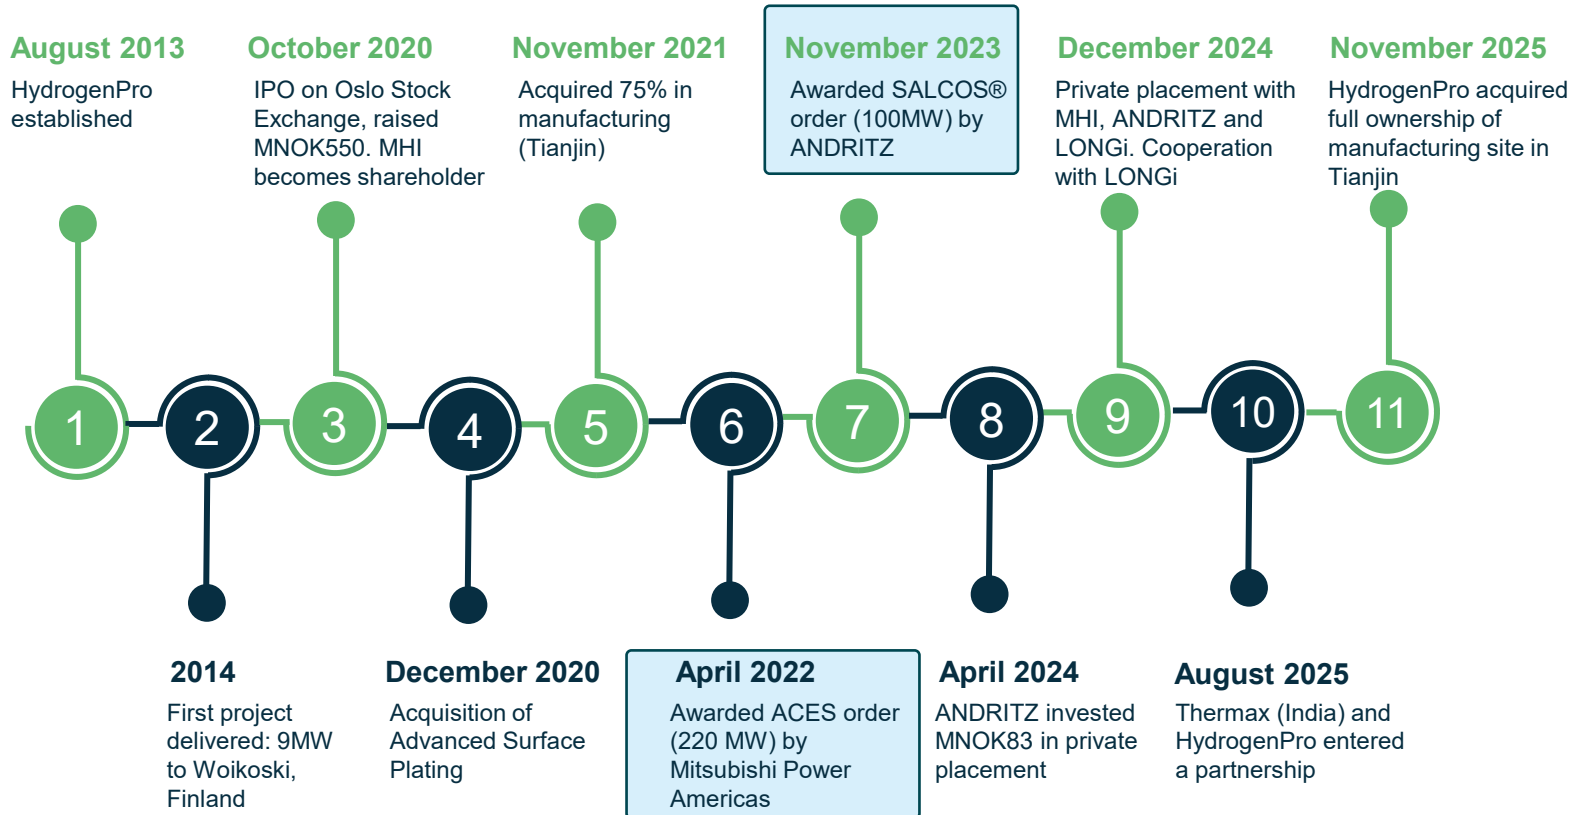 August 2013
HydrogenPro
established
October 2020
IPO on Oslo Stock
Exchange, raised
MNOK550. MHI
becomes shareholder
November 2021
Acquired 75% in
manufacturing
(Tianjin)
November 2023
Awarded SALCOS®
order (100MW) by
ANDRITZ
December 2024
Private placement with
MHI, ANDRITZ and
LONGi. Cooperation
with LONGi
November 2025
HydrogenPro acquired
full ownership of
manufacturing site in
Tianjin
1
2
3
4
5
6
7
8
9
10
11
2014
First project
delivered: 9MW
to Woikoski,
Finland
December 2020
Acquisition of
Advanced Surface
Plating
April 2022
Awarded ACES order
(220 MW) by
Mitsubishi Power
Americas
April 2024
ANDRITZ invested
MNOK83 in private
placement
August 2025
Thermax (India) and
HydrogenPro entered
a partnership